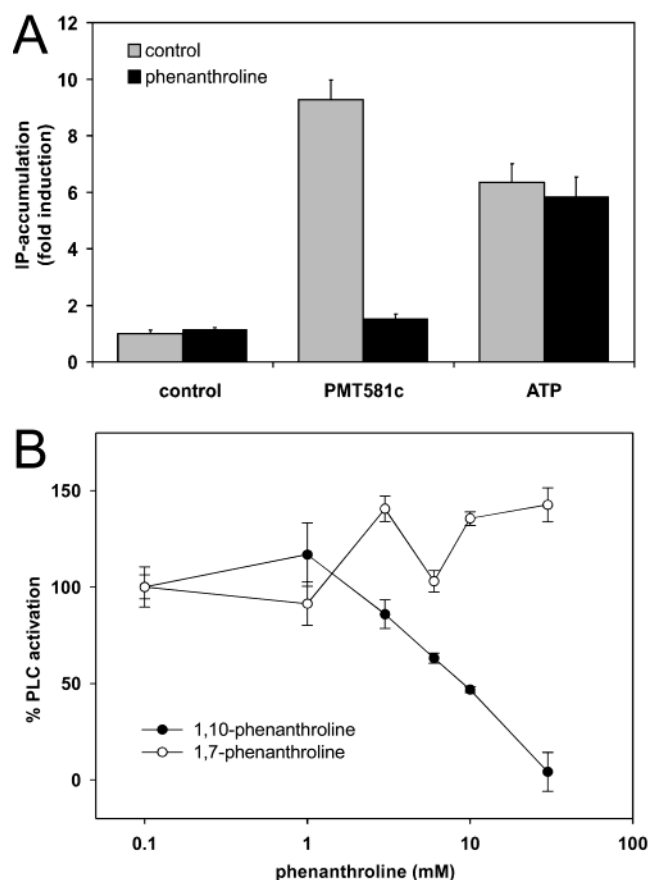 A
12
10
8
6
4
2
0
IP-accumulation
(fold induction)
control
phenanthroline
control PMT581c ATP
B
150
100
50
0
% PLC activation
1,10-phenanthroline
1,7-phenanthroline
0.1 1 10 100
phenanthroline (mM)